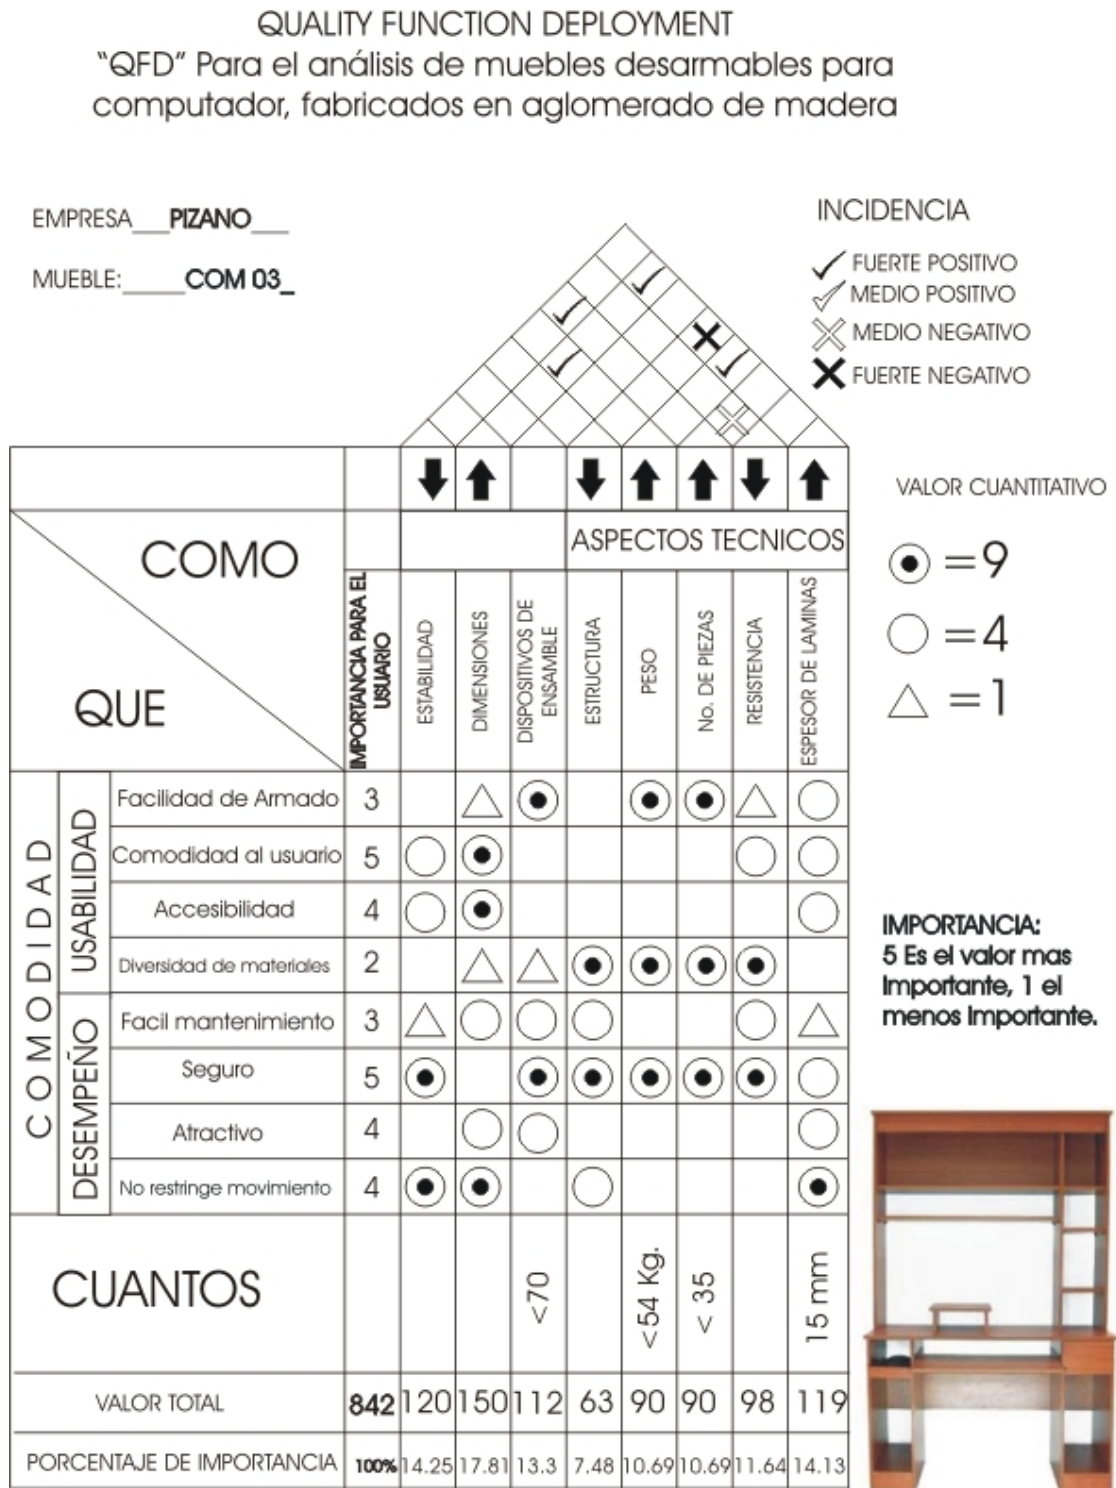 QUALITY FUNCTION DEPLOYMENT
“QFD” Para el análisis de muebles desarmables para
computador, fabricados en aglomerado de madera
EMPRESA___PIZANO___
MUEBLE:_____COM 03_
INCIDENCIA
FUERTE POSITIVO
MEDIO POSITIVO
MEDIO NEGATIVO
FUERTE NEGATIVO
VALOR CUANTITATIVO
=9
=4
=1
COMO
QUE
ASPECTOS TECNICOS
IMPORTANCIA PARA EL
USUARIO
ESTABILIDAD
DIMENSIONES
DISPOSITIVOS DE
ENSAMBLE
ESTRUCTURA
PESO
No. DE PIEZAS
RESISTENCIA
ESPESOR DE LAMINAS
COMODIDAD
USABILIDAD
Facilidad de Armado 3
Comodidad al usuario 5
Accesibilidad 4
Diversidad de materiales 2
DESEMPEÑO
Facil mantenimiento 3
Seguro 5
Atractivo 4
No restringe movimiento 4
IMPORTANCIA:
5 Es el valor mas
Importante, 1 el
menos Importante.
CUANTOS
<70
<54 Kg.
< 35
15 mm
VALOR TOTAL 842 120 150 112 63 90 90 98 119
PORCENTAJE DE IMPORTANCIA 100% 14.25 17.81 13.3 7.48 10.69 10.69 11.64 14.13